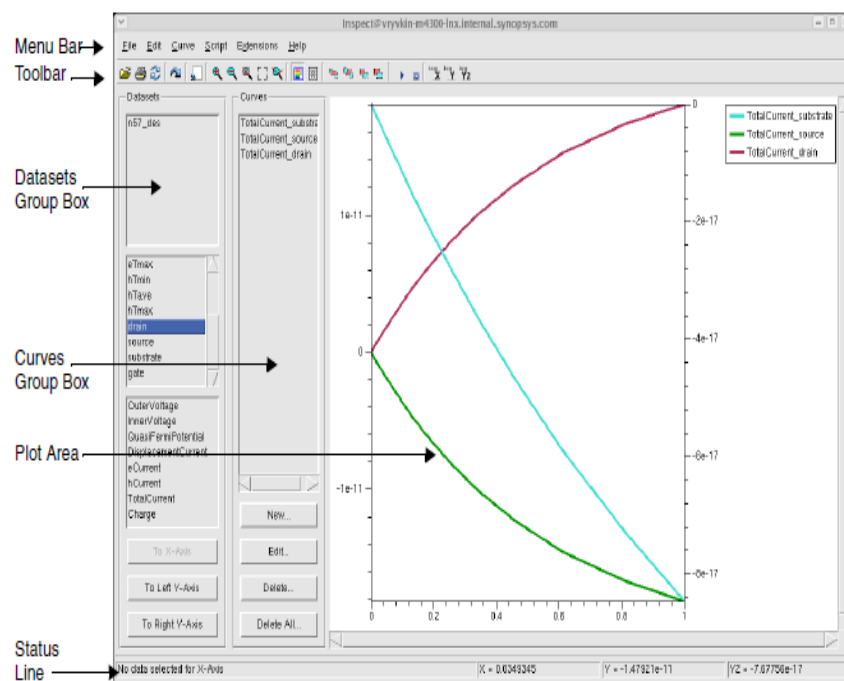 Inspect@vryvkin-m4300-lnx.internal.synopsys.com
Menu Bar
File Edit Curve Script Extensions Help
Toolbar
X Y Y2
Datasets
Curves
n57_des
TotalCurrent_substra
TotalCurrent_source
TotalCurrent_drain
Datasets
Group Box
eTmax
hTmin
hTave
hTmax
drain
source
substrate
gate
Curves
Group Box
OuterVoltage
InnerVoltage
QuasiFermiPotential
DisplacementCurrent
eCurrent
hCurrent
TotalCurrent
Charge
Plot Area
To X-Axis
To Left Y-Axis
To Right Y-Axis
New...
Edit..
Delete...
Delete All...
TotalCurrent_substrate
TotalCurrent_source
TotalCurrent_drain
1e-11
0
-1e-11
0
-2e-17
-4e-17
-6e-17
-8e-17
0 0.2 0.4 0.6 0.8 1
Status
Line
No data selected for X-Axis
X = 0.0349345
Y = -1.47921e-11
Y2 = -7.67756e-17